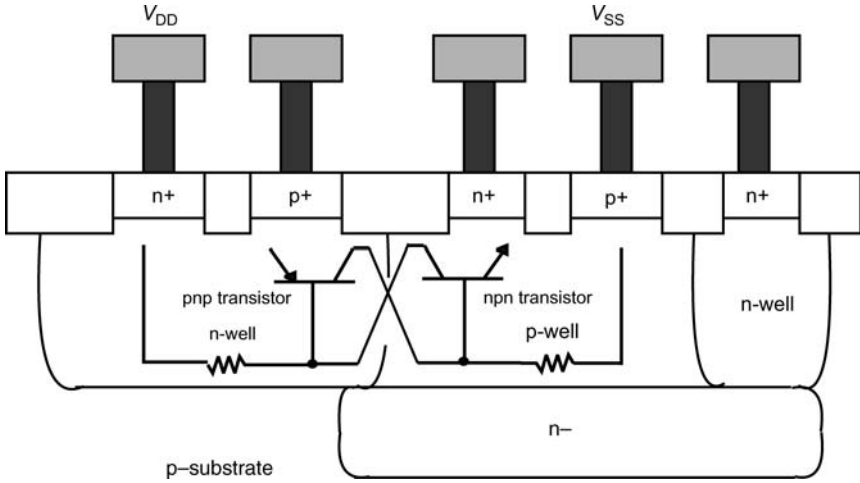 VDD
VSS
n+
p+
n+
p+
n+
pnp transistor
npn transistor
n-well
n-well
p-well
n–
p–substrate